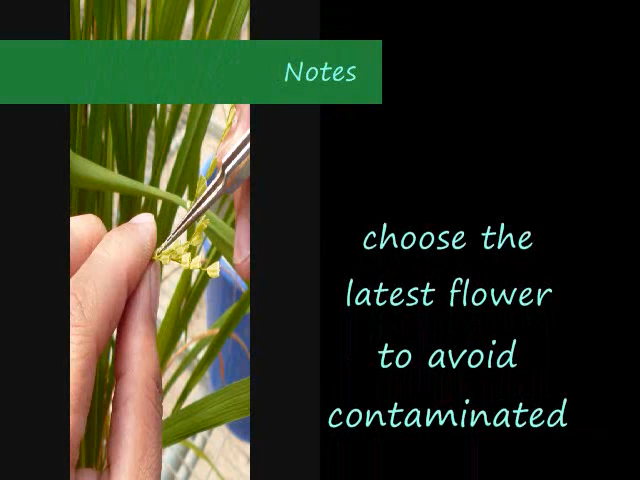 Notes
choose the
latest flower
to avoid
contaminated